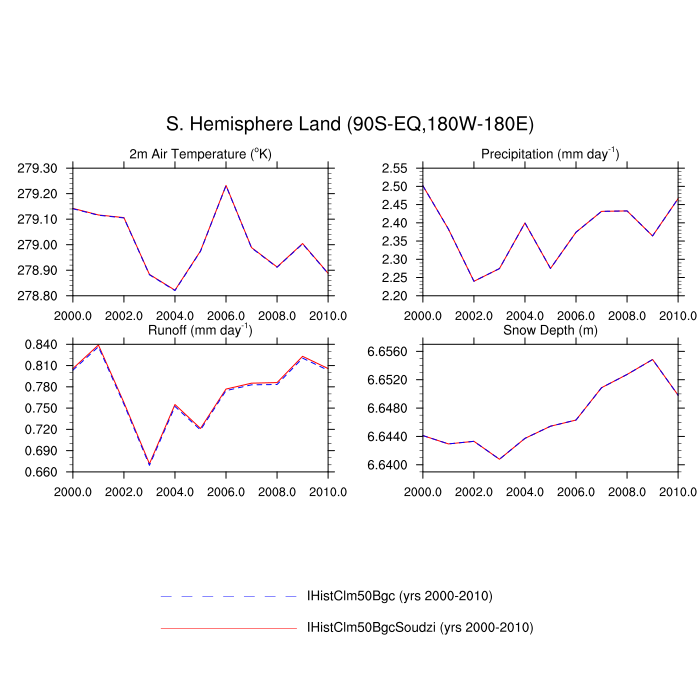 S. Hemisphere Land (90S-EQ,180W-180E)
2m Air Temperature (°K)
279.30
279.20
279.10
279.00
278.90
278.80
2000.0 2002.0 2004.0 2006.0 2008.0 2010.0
Precipitation (mm day⁻¹)
2.55
2.50
2.45
2.40
2.35
2.30
2.25
2.20
2000.0 2002.0 2004.0 2006.0 2008.0 2010.0
Runoff (mm day⁻¹)
0.840
0.810
0.780
0.750
0.720
0.690
0.660
2000.0 2002.0 2004.0 2006.0 2008.0 2010.0
Snow Depth (m)
6.6560
6.6520
6.6480
6.6440
6.6400
2000.0 2002.0 2004.0 2006.0 2008.0 2010.0
IHistClm50Bgc (yrs 2000-2010)
IHistClm50BgcSoudzi (yrs 2000-2010)